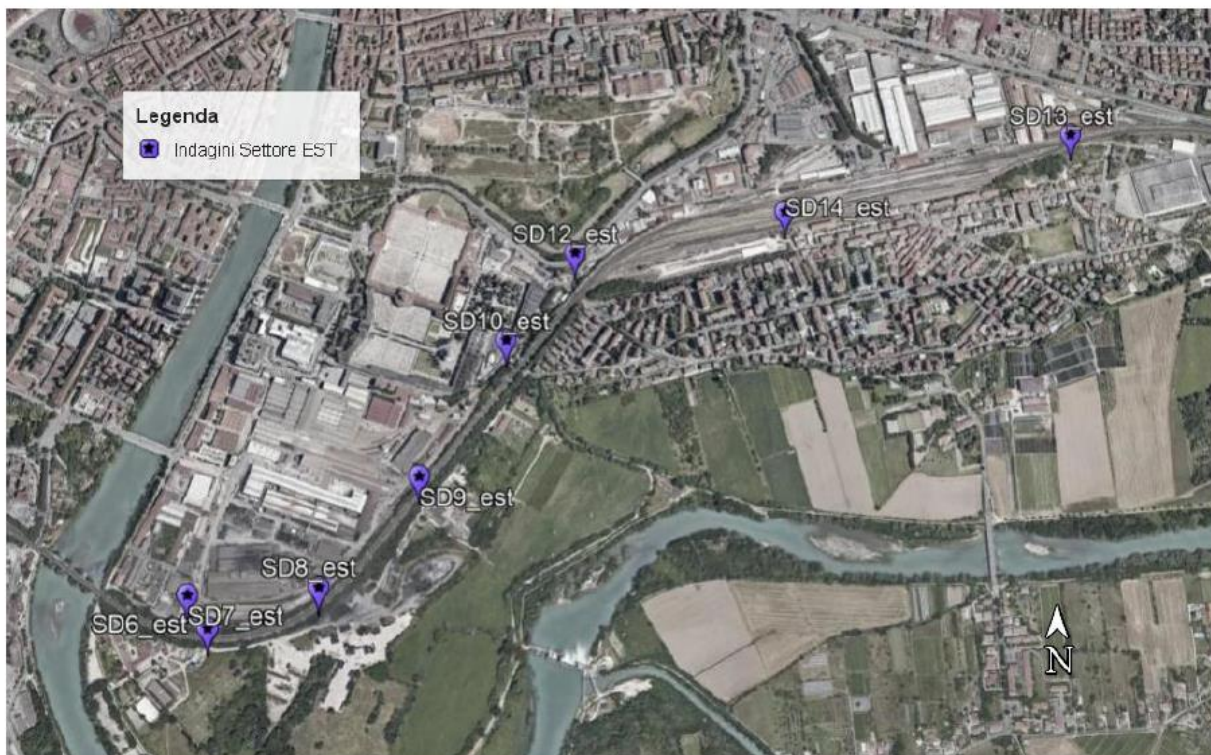 Legenda
Indagini Settore EST
SD13_est
SD14_est
SD12_est
SD10_est
SD9_est
SD8_est
SD6_est
SD7_est
N